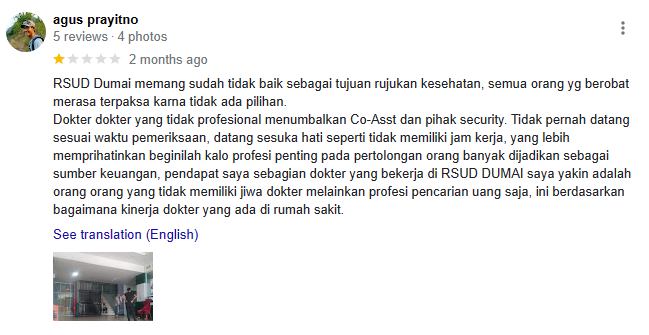 agus prayitno
5 reviews · 4 photos
2 months ago
RSUD Dumai memang sudah tidak baik sebagai tujuan rujukan kesehatan, semua orang yg berobat
merasa terpaksa karna tidak ada pilihan.
Dokter dokter yang tidak profesional menumbalkan Co-Asst dan pihak security. Tidak pernah datang
sesuai waktu pemeriksaan, datang sesuka hati seperti tidak memiliki jam kerja, yang lebih
memprihatinkan beginilah kalo profesi penting pada pertolongan orang banyak dijadikan sebagai
sumber keuangan, pendapat saya sebagian dokter yang bekerja di RSUD DUMAI saya yakin adalah
orang orang yang tidak memiliki jiwa dokter melainkan profesi pencarian uang saja, ini berdasarkan
bagaimana kinerja dokter yang ada di rumah sakit.
See translation (English)